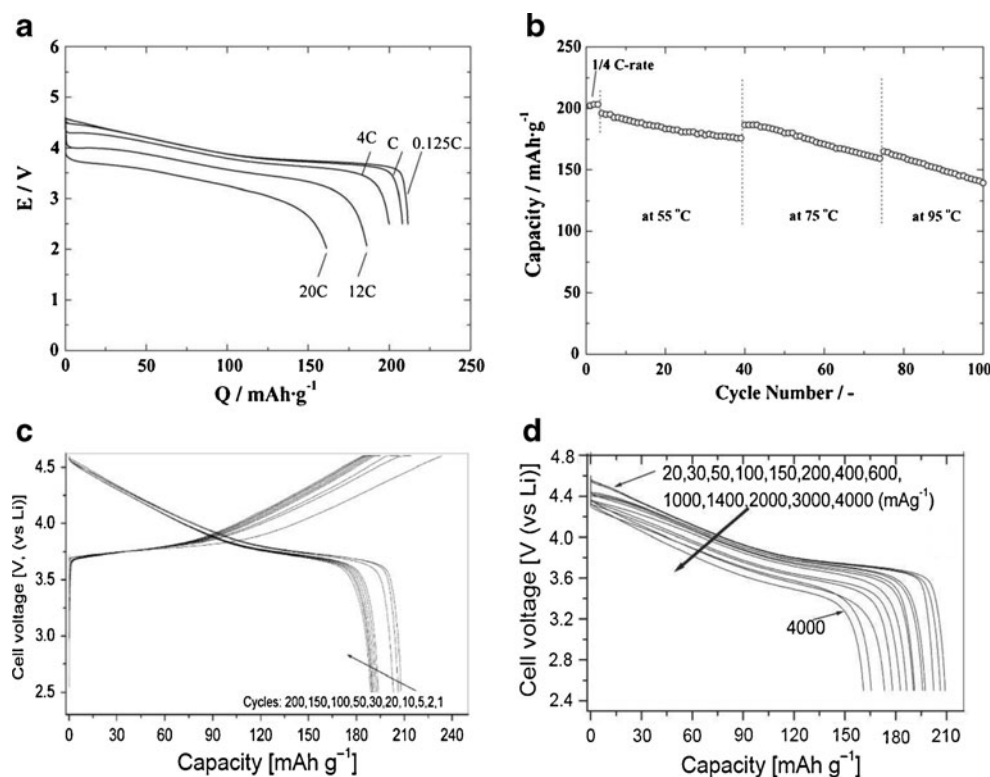 a
6
5
4
3
2
1
0
E / V
4C
C
0.125C
20C
12C
0
50
100
150
200
250
Q / mAh·g⁻¹
b
250
200
150
100
50
0
Capacity / mAh·g⁻¹
1/4 C-rate
at 55 °C
at 75 °C
at 95 °C
0
20
40
60
80
100
Cycle Number / -
c
4.5
4.0
3.5
3.0
2.5
Cell voltage [V, (vs Li)]
Cycles: 200,150,100,50,30,20,10,5,2,1
0
30
60
90
120
150
180
210
240
Capacity [mAh g⁻¹]
d
4.8
4.4
4.0
3.6
3.2
2.8
2.4
Cell voltage [V (vs Li)]
20,30,50,100,150,200,400,600,
1000,1400,2000,3000,4000 (mAg⁻¹)
4000
0
30
60
90
120
150
180
210
Capacity [mAh g⁻¹]